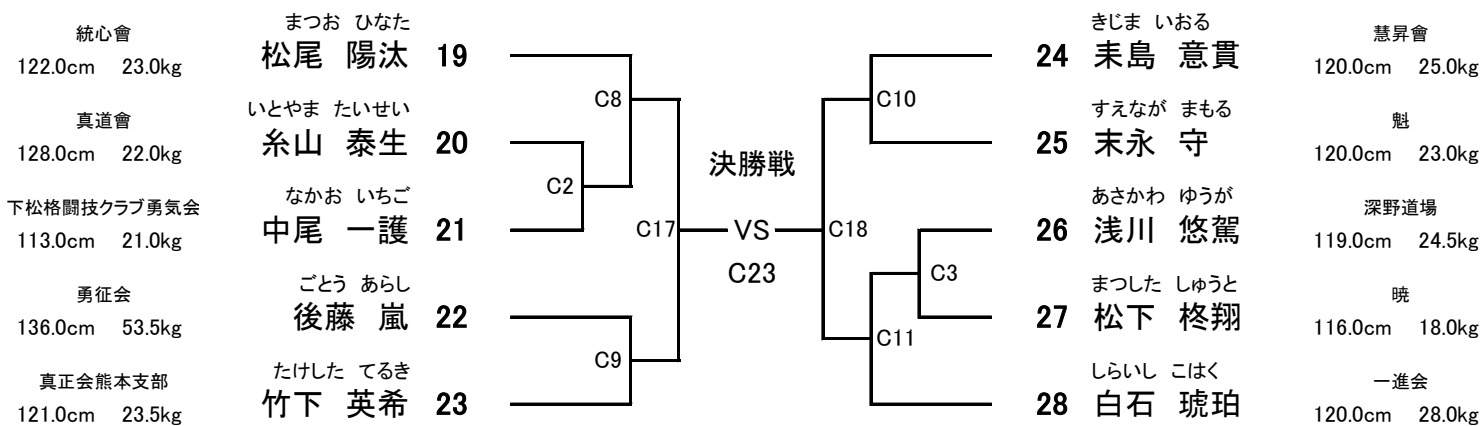 統心會
122.0cm 23.0kg
まつお ひなた
松尾 陽汰 19
真道會
128.0cm 22.0kg
いとやま たいせい
糸山 泰生 20
下松格闘技クラブ勇気会
113.0cm 21.0kg
なかお いちご
中尾 一護 21
勇征会
136.0cm 53.5kg
ごとう あらし
後藤 嵐 22
真正会熊本支部
121.0cm 23.5kg
たけした てるき
竹下 英希 23
C8
C2
C17
C9
決勝戦
VS
C23
C10
C18
C3
C11
きじま いおる
24 耒島 意貫
慧昇會
120.0cm 25.0kg
すえなが まもる
25 末永 守
魁
120.0cm 23.0kg
あさかわ ゆうが
26 浅川 悠駕
深野道場
119.0cm 24.5kg
まつした しゅうと
27 松下 柊翔
暁
116.0cm 18.0kg
しらいし こはく
28 白石 琥珀
一進会
120.0cm 28.0kg